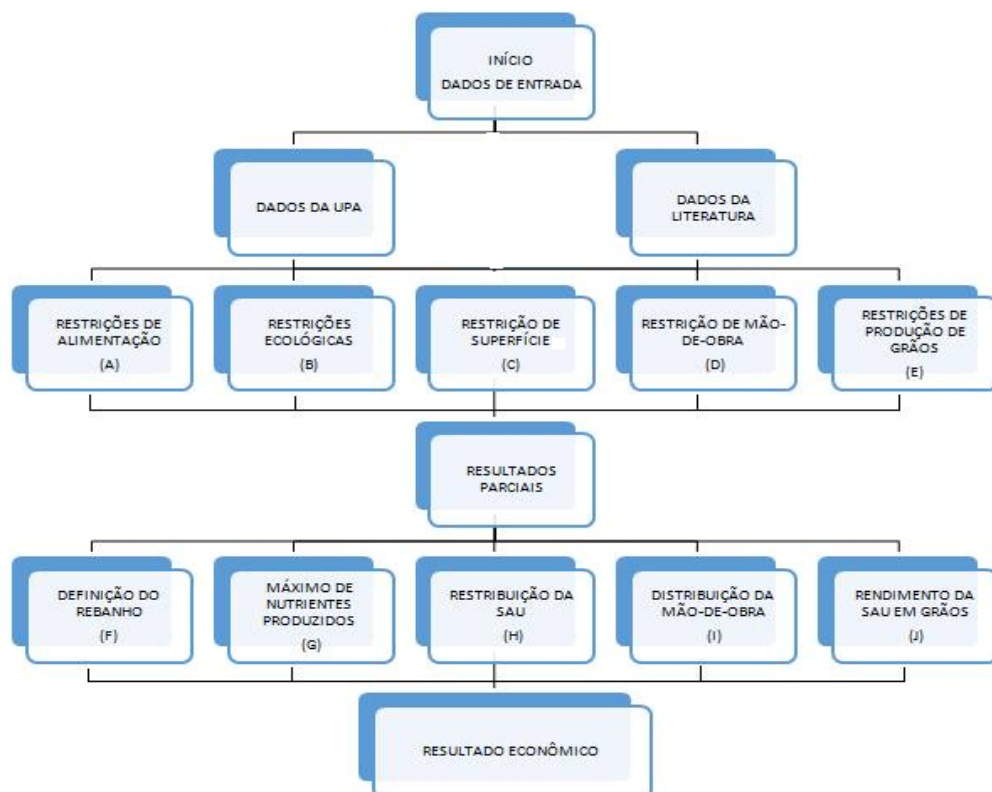 INÍCIO
DADOS DE ENTRADA
DADOS DA UPA
DADOS DA
LITERATURA
RESTRIÇÕES DE
ALIMENTAÇÃO
(A)
RESTRIÇÕES
ECOLÓGICAS
(B)
RESTRIÇÃO DE
SUPERFÍCIE
(C)
RESTRIÇÃO DE MÃO-
DE-OBRA
(D)
RESTRIÇÕES DE
PRODUÇÃO DE
GRÃOS
(E)
RESULTADOS
PARCIAIS
DEFINIÇÃO DO
REBANHO
(F)
MÁXIMO DE
NUTRIENTES
PRODUZIDOS
(G)
RESTRIBUIÇÃO DA
SAU
(H)
DISTRIBUIÇÃO DA
MÃO-DE-OBRA
(I)
RENDIMENTO DA
SAU EM GRÃOS
(J)
RESULTADO ECONÔMICO